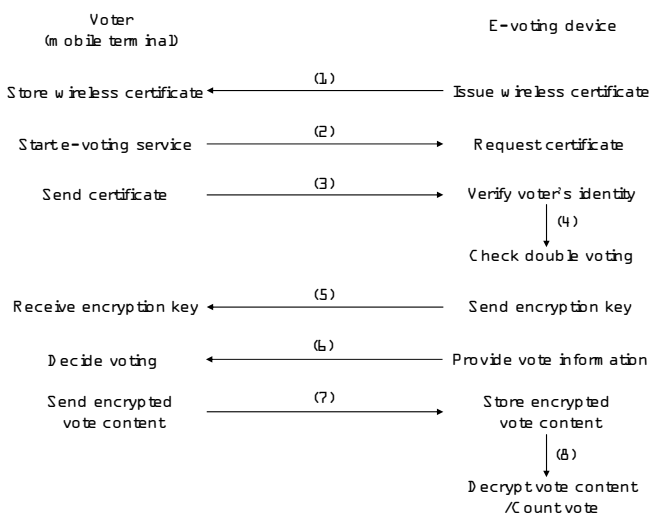 Voter
(mobile terminal)
E-voting device
(1)
Store wireless certificate
Issue wireless certificate
(2)
Start e-voting service
Request certificate
(3)
Send certificate
Verify voter's identity
(4)
Check double voting
(5)
Receive encryption key
Send encryption key
(6)
Decide voting
Provide vote information
Send encrypted
vote content
(7)
Store encrypted
vote content
(8)
Decrypt vote content
/Count vote